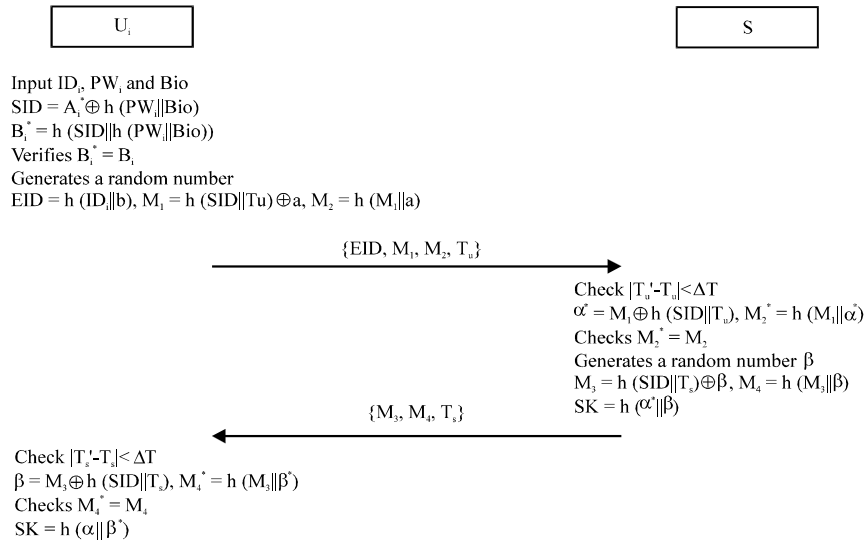 Uᵢ
S
Input IDᵢ, PWᵢ and Bio
SID = Aᵢ* ⊕ h (PWᵢ||Bio)
Bᵢ* = h (SID||h (PWᵢ||Bio))
Verifies Bᵢ* = Bᵢ
Generates a random number
EID = h (IDᵢ||b), M₁ = h (SID||Tu) ⊕ a, M₂ = h (M₁||a)
{EID, M₁, M₂, Tᵤ}
Check |Tᵤ'-Tᵤ|<ΔT
α* = M₁ ⊕ h (SID||Tᵤ), M₂* = h (M₁||α*)
Checks M₂* = M₂
Generates a random number β
M₃ = h (SID||Tₛ) ⊕ β, M₄ = h (M₃||β)
SK = h (α*||β)
{M₃, M₄, Tₛ}
Check |Tₛ'-Tₛ|<ΔT
β = M₃ ⊕ h (SID||Tₛ), M₄* = h (M₃||β*)
Checks M₄* = M₄
SK = h (α||β*)